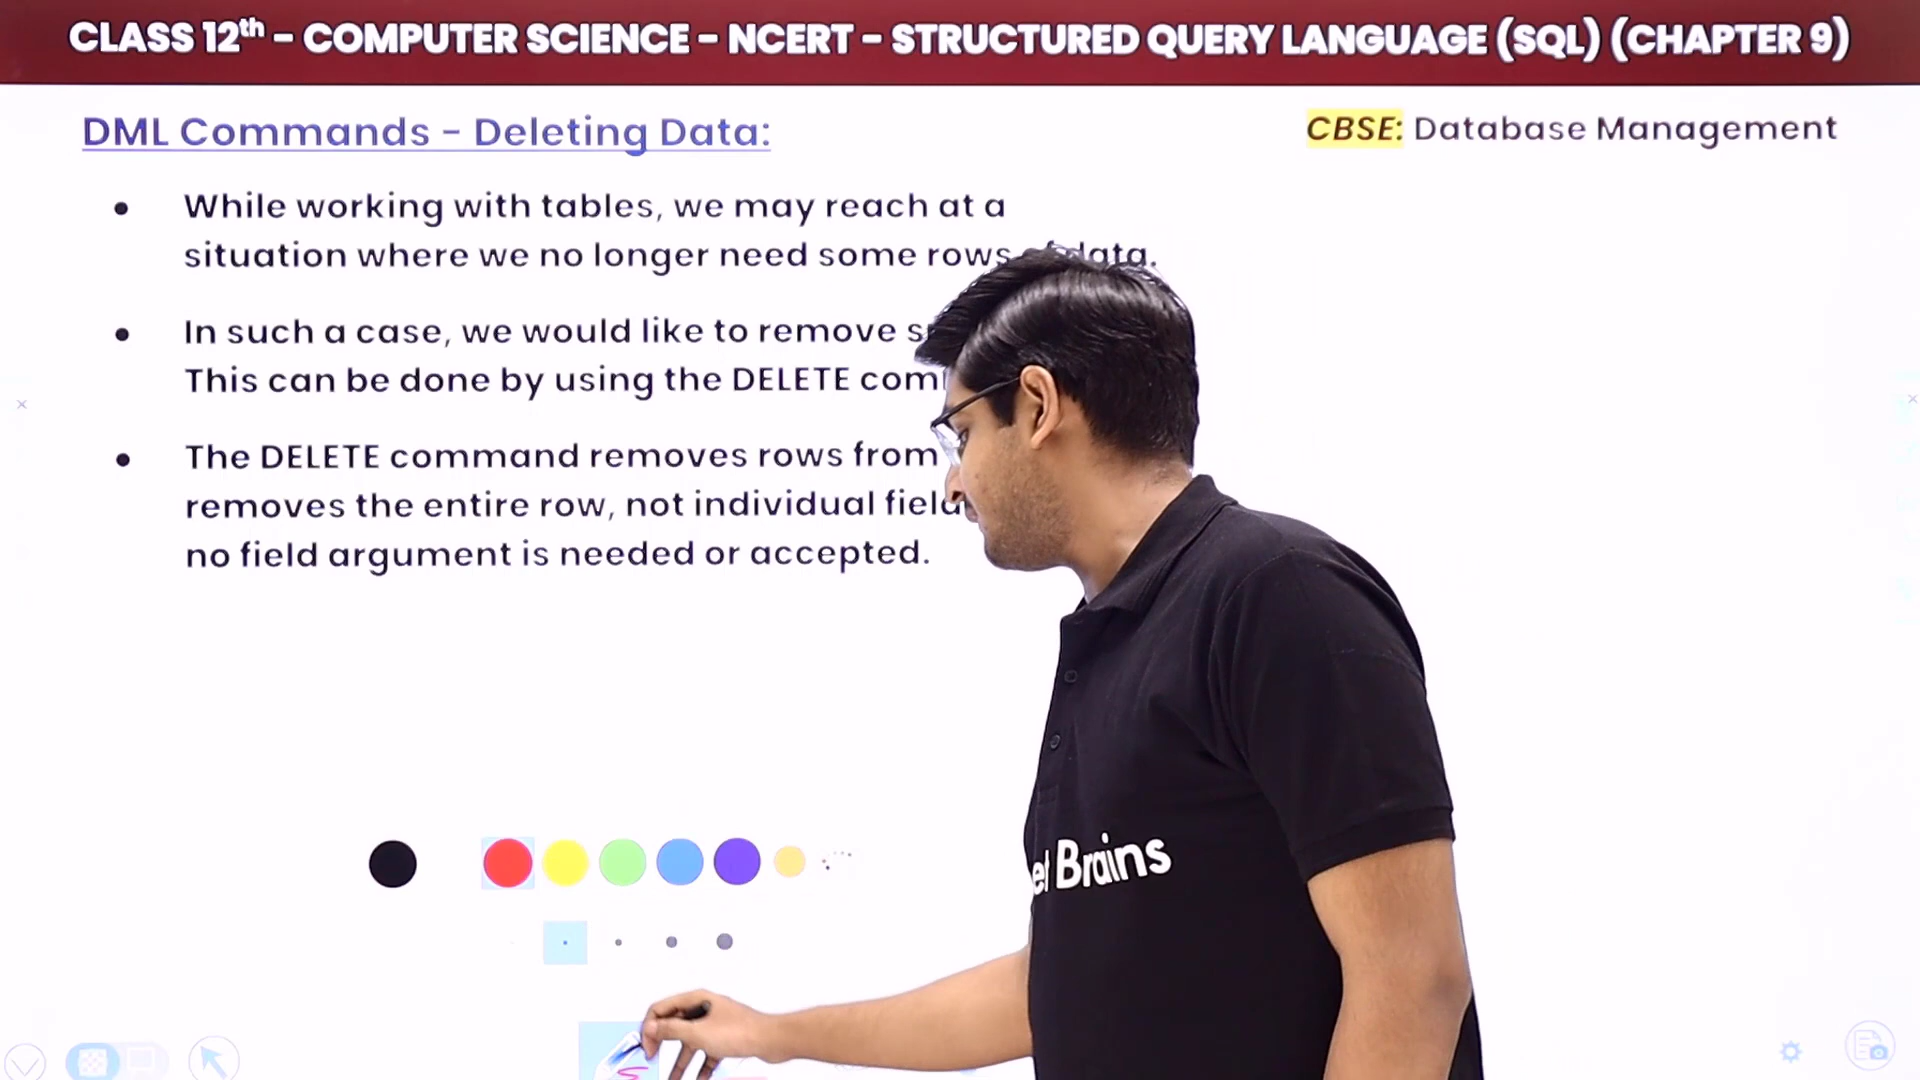 CLASS 12th - COMPUTER SCIENCE - NCERT - STRUCTURED QUERY LANGUAGE (SQL) (CHAPTER 9)
DML Commands - Deleting Data:
CBSE: Database Management
• While working with tables, we may reach at a
situation where we no longer need some rows of data.
• In such a case, we would like to remove
This can be done by using the DELETE
• The DELETE command removes rows from
removes the entire row, not individual
no field argument is needed or accepted.
Brains